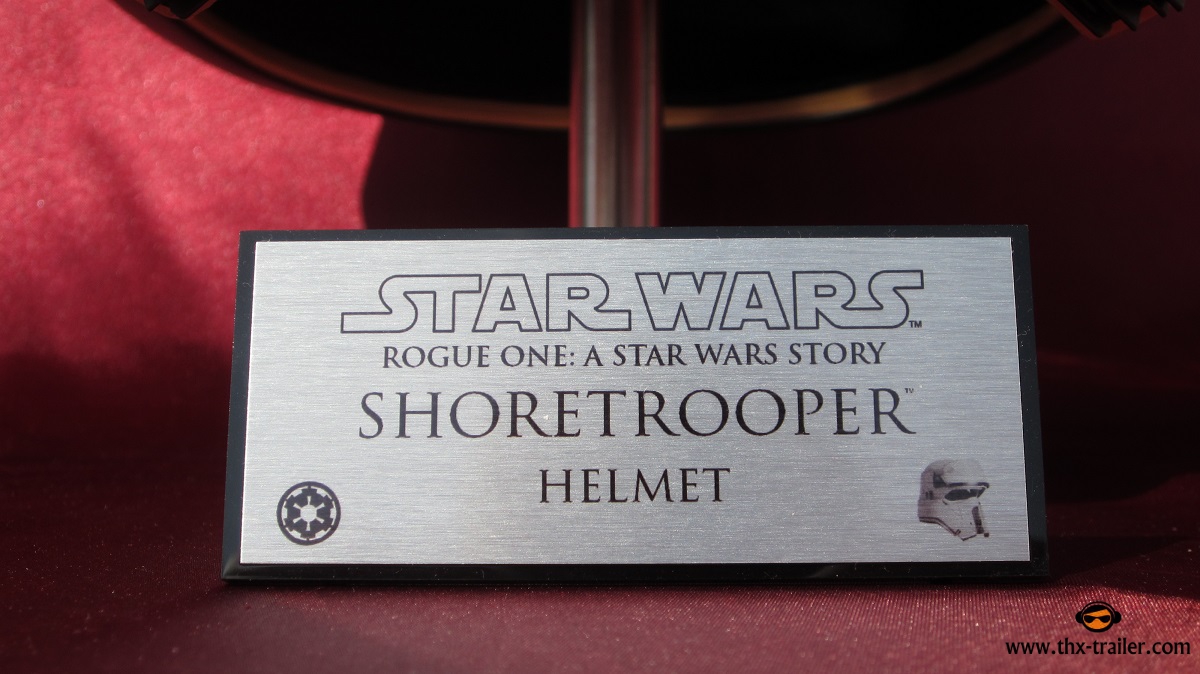 STAR WARS™
ROGUE ONE: A STAR WARS STORY
SHORETROOPER™
HELMET
www.thx-trailer.com